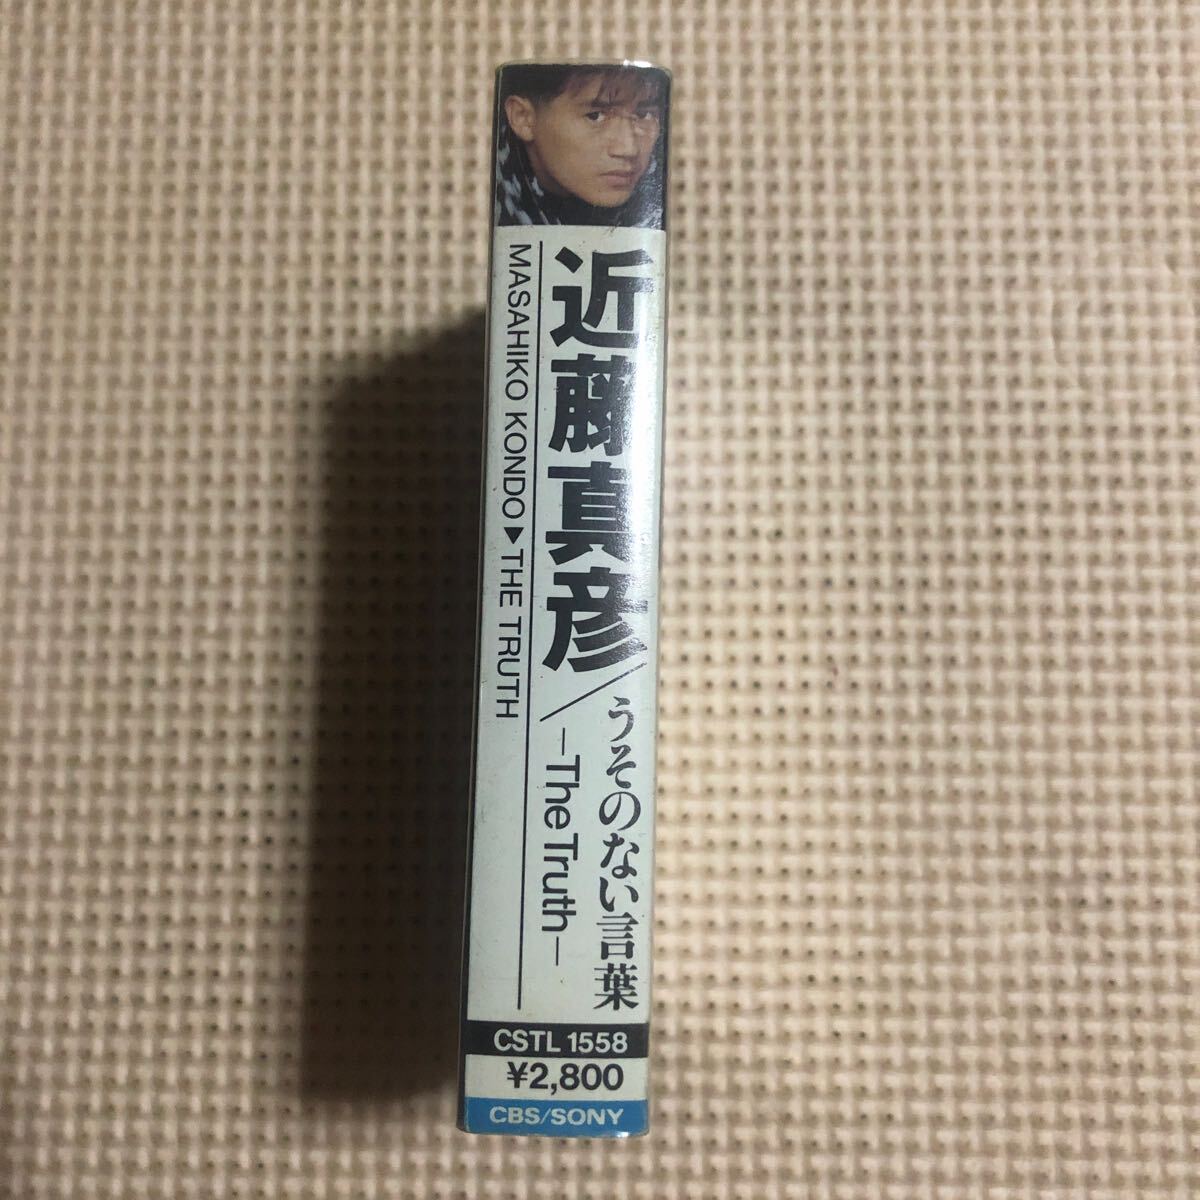 近藤真彦/うそのない言葉
–The Truth–
MASAHIKO KONDO▶THE TRUTH
CSTL 1558
¥2,800
CBS/SONY